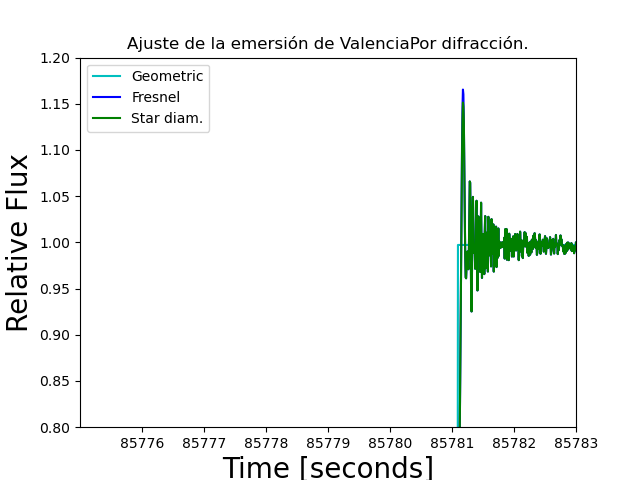 Ajuste de la emersión de ValenciaPor difracción.
Geometric
Fresnel
Star diam.
1.20
1.15
1.10
1.05
1.00
0.95
0.90
0.85
0.80
Relative Flux
85776 85777 85778 85779 85780 85781 85782 85783
Time [seconds]